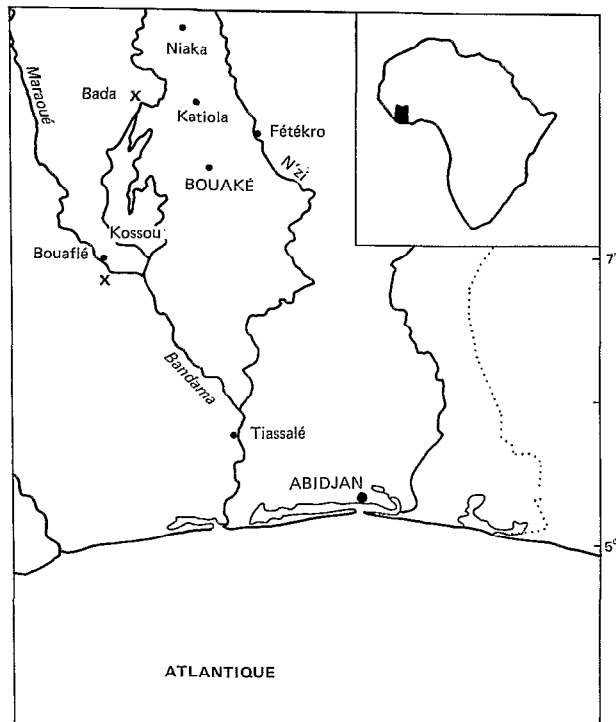 Niaka
Maraoué
Bada x
Katiola
Fétékro
N'zi
BOUAKÉ
Kossou
Bouaflé
x
7°
Bandama
Tiassalé
ABIDJAN
5°
ATLANTIQUE